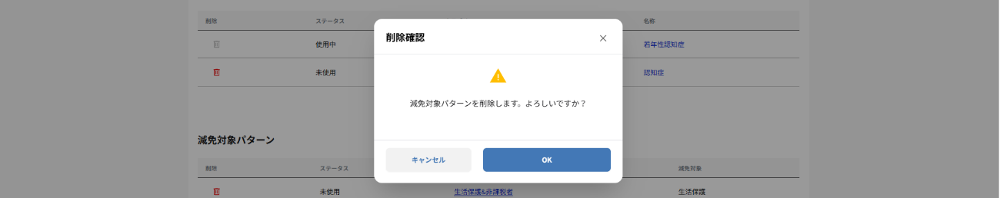 削除 ステータス 名称
削除確認
使用中 若年性認知症
未使用 認知症
減免対象パターンを削除します。よろしいですか？
減免対象パターン
キャンセル OK
削除 ステータス 減免対象
未使用 生活保護&非課税者 生活保護